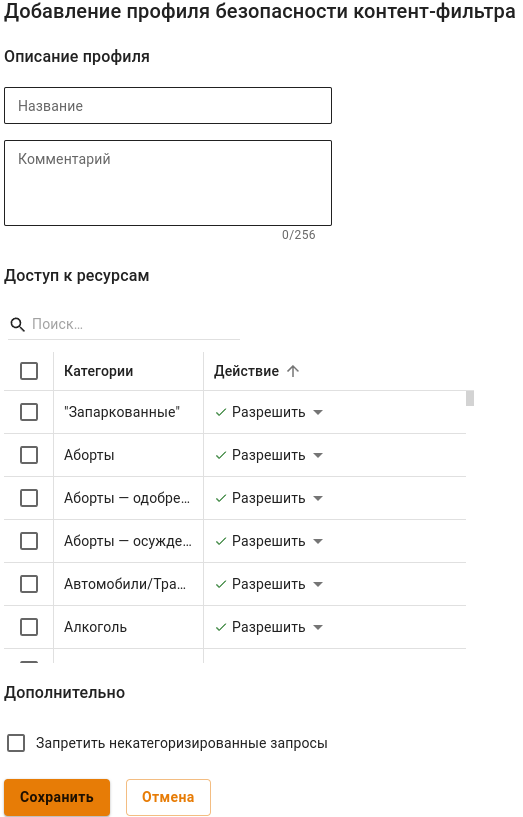 Добавление профиля безопасности контент-фильтра
Описание профиля
Название
Комментарий
0/256
Доступ к ресурсам
Поиск...
Категории Действие
"Запаркованные" Разрешить
Аборты Разрешить
Аборты — одобре... Разрешить
Аборты — осужде... Разрешить
Автомобили/Тра... Разрешить
Алкоголь Разрешить
Дополнительно
Запретить некатегоризированные запросы
Сохранить Отмена